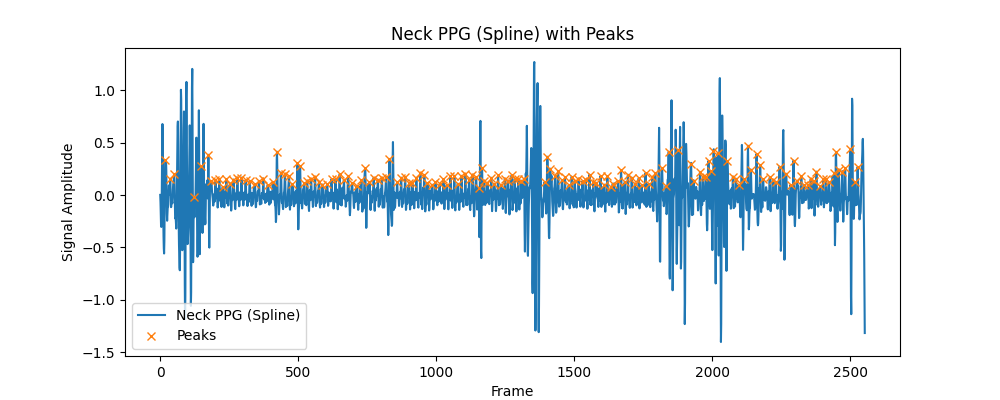 Neck PPG (Spline) with Peaks
1.0
0.5
0.0
−0.5
−1.0
−1.5
Signal Amplitude
Neck PPG (Spline)
Peaks
0
500
1000
1500
2000
2500
Frame